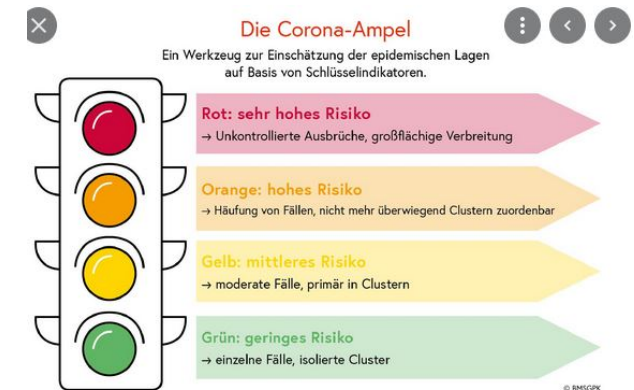 Die Corona-Ampel
Ein Werkzeug zur Einschätzung der epidemischen Lagen
auf Basis von Schlüsselindikatoren.
Rot: sehr hohes Risiko
→ Unkontrollierte Ausbrüche, großflächige Verbreitung
Orange: hohes Risiko
→ Häufung von Fällen, nicht mehr überwiegend Clustern zuordenbar
Gelb: mittleres Risiko
→ moderate Fälle, primär in Clustern
Grün: geringes Risiko
→ einzelne Fälle, isolierte Cluster
© BMSGPK